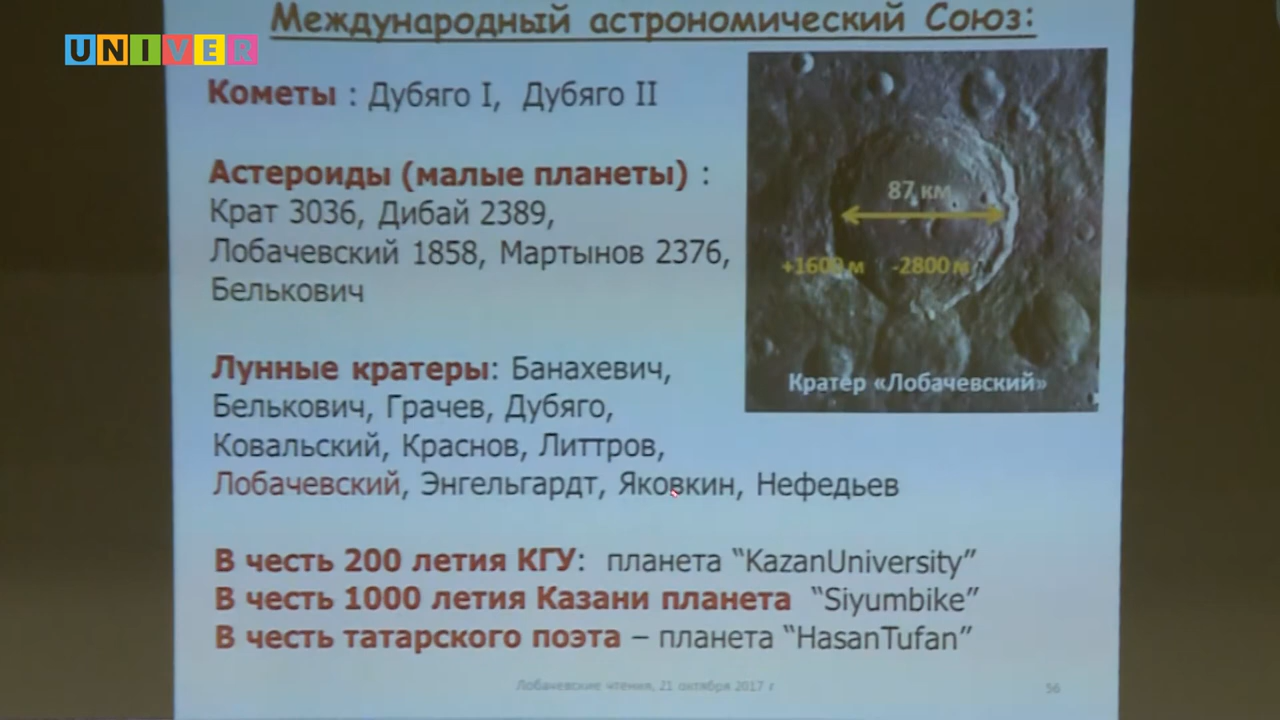 Международный астрономический Союз:
UNIVER
Кометы : Дубяго I, Дубяго II
Астероиды (малые планеты) :
Крат 3036, Дибай 2389,
Лобачевский 1858, Мартынов 2376,
Белькович
87 км
+1600 м -2800 м
Кратер «Лобачевский»
Лунные кратеры: Банахевич,
Белькович, Грачев, Дубяго,
Ковальский, Краснов, Литтров,
Лобачевский, Энгельгардт, Яковкин, Нефедьев
В честь 200 летия КГУ: планета “KazanUniversity”
В честь 1000 летия Казани планета “Siyumbike”
В честь татарского поэта – планета “HasanTufan”
Лобачевские чтения, 21 октября 2017 г
56